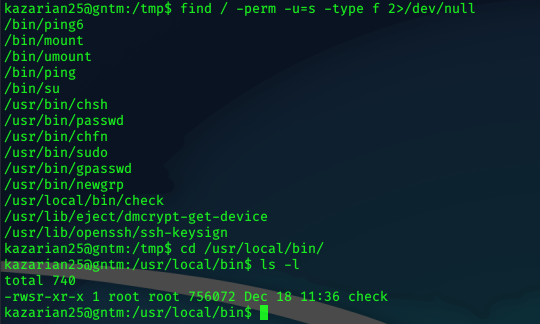 kazarian25@gntm:/tmp$ find / -perm -u=s -type f 2>/dev/null
/bin/ping6
/bin/mount
/bin/umount
/bin/ping
/bin/su
/usr/bin/chsh
/usr/bin/passwd
/usr/bin/chfn
/usr/bin/sudo
/usr/bin/gpasswd
/usr/bin/newgrp
/usr/local/bin/check
/usr/lib/eject/dmcrypt-get-device
/usr/lib/openssh/ssh-keysign
kazarian25@gntm:/tmp$ cd /usr/local/bin/
kazarian25@gntm:/usr/local/bin$ ls -l
total 740
-rwsr-xr-x 1 root root 756072 Dec 18 11:36 check
kazarian25@gntm:/usr/local/bin$